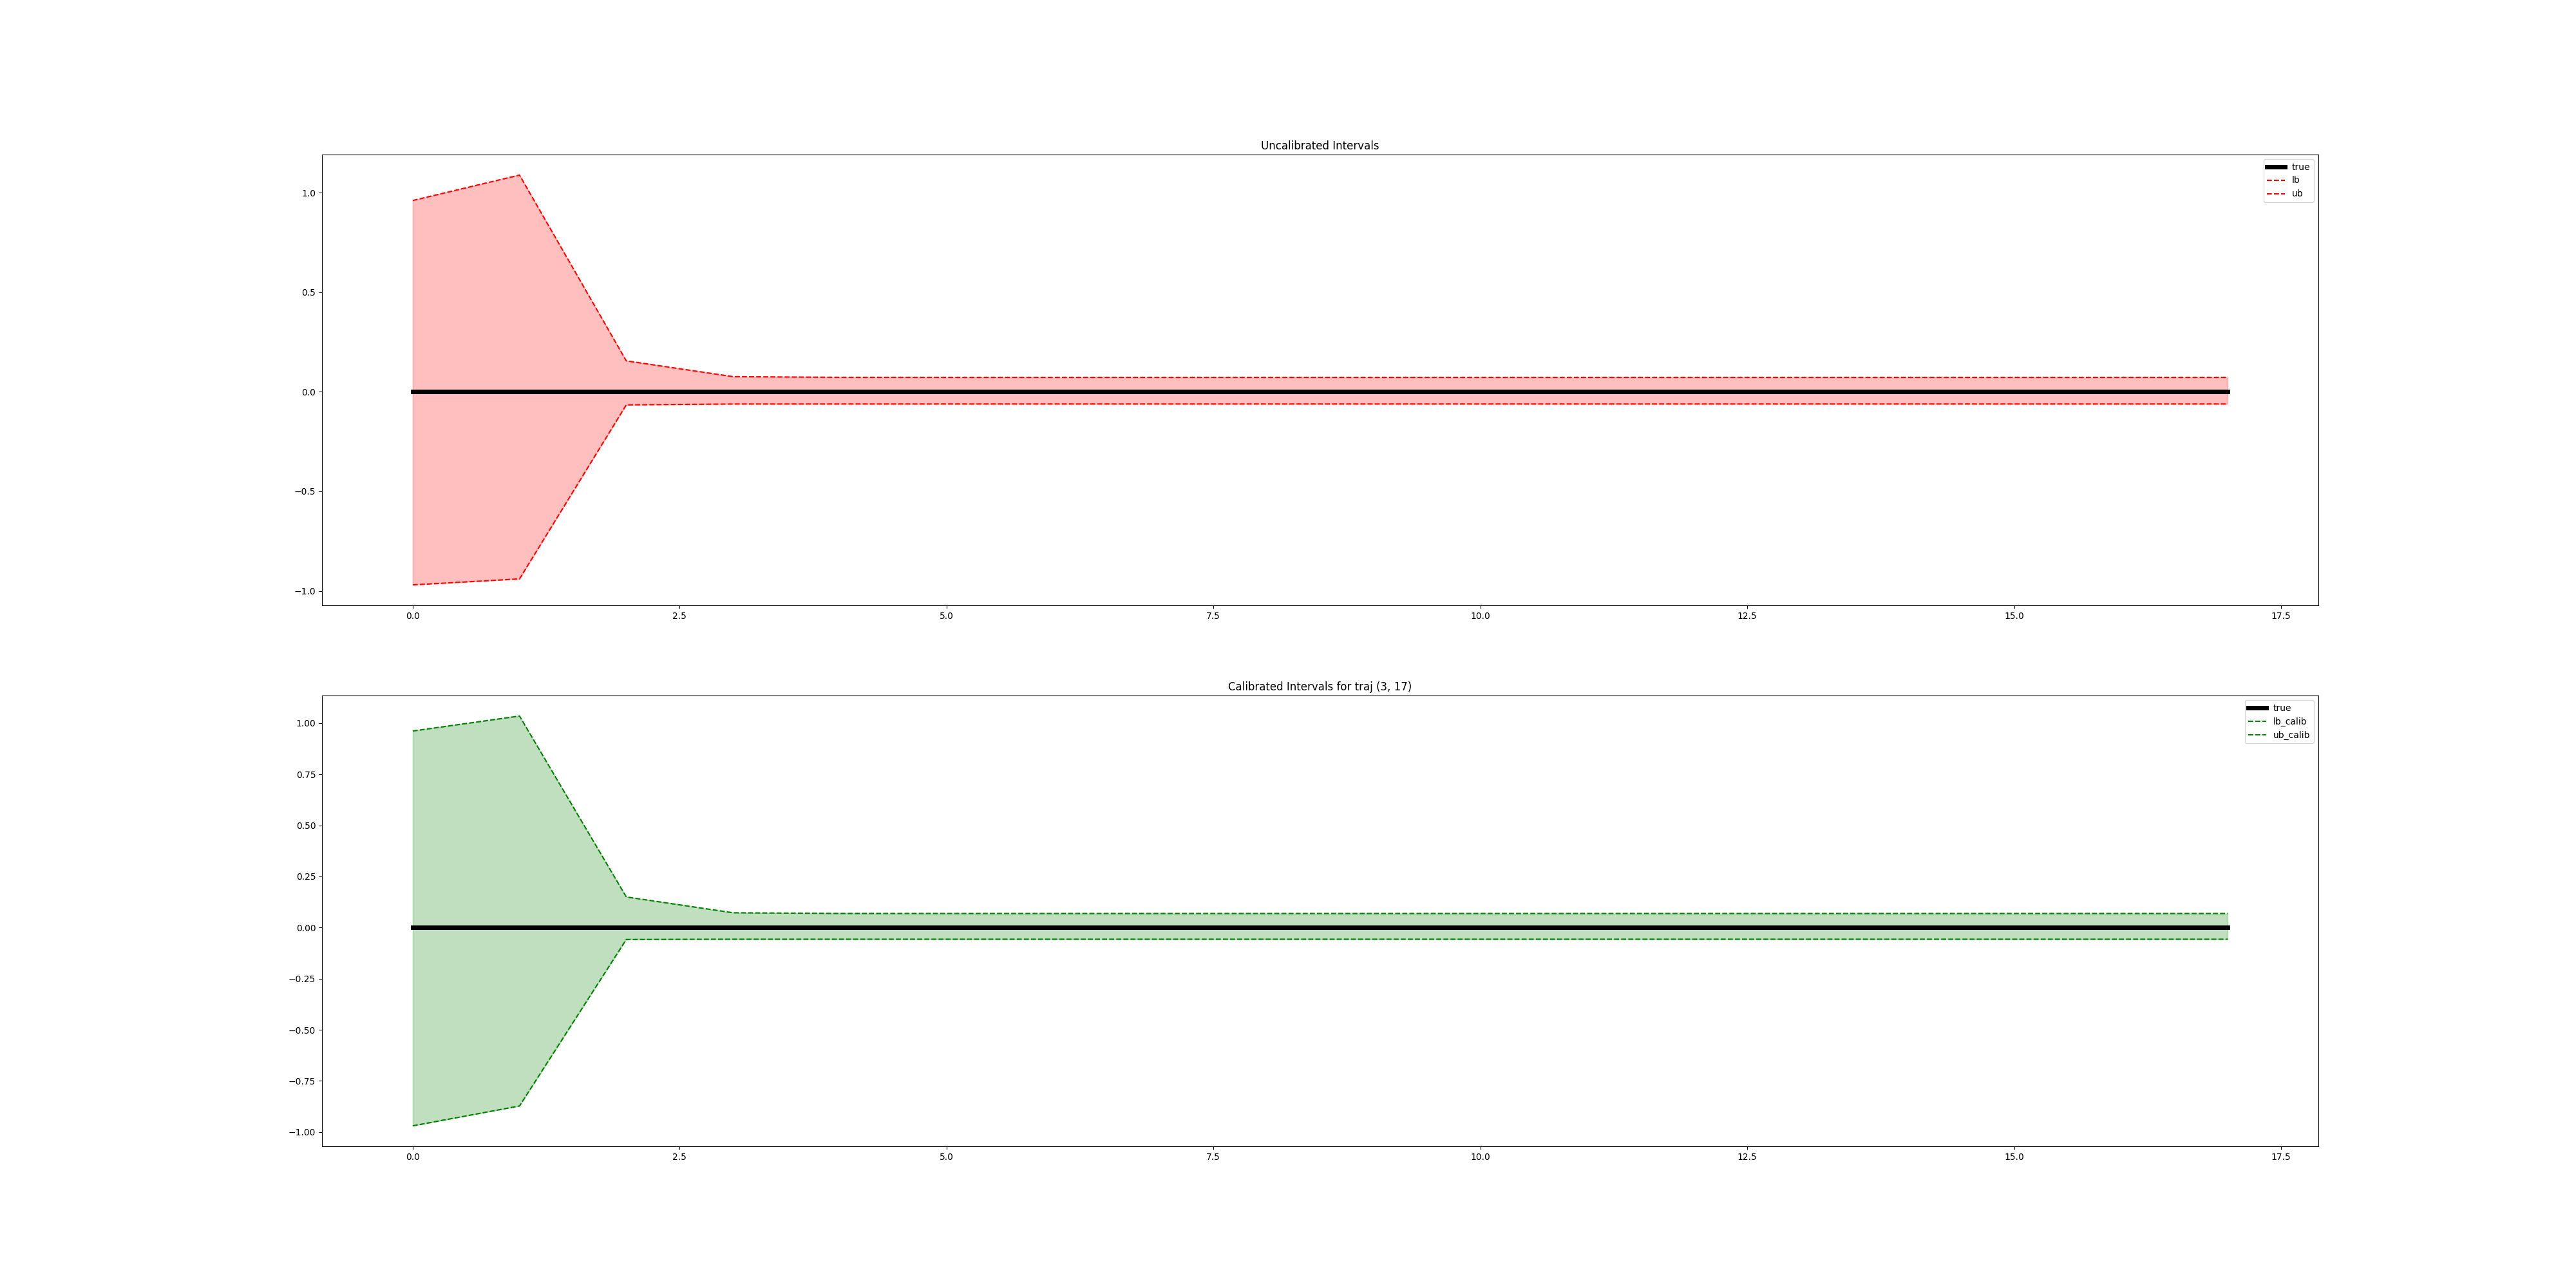 Uncalibrated Intervals
true
lb
ub
1.0
0.5
0.0
−0.5
−1.0
0.0 2.5 5.0 7.5 10.0 12.5 15.0 17.5
Calibrated Intervals for traj (3, 17)
true
lb_calib
ub_calib
1.00
0.75
0.50
0.25
0.00
−0.25
−0.50
−0.75
−1.00
0.0 2.5 5.0 7.5 10.0 12.5 15.0 17.5